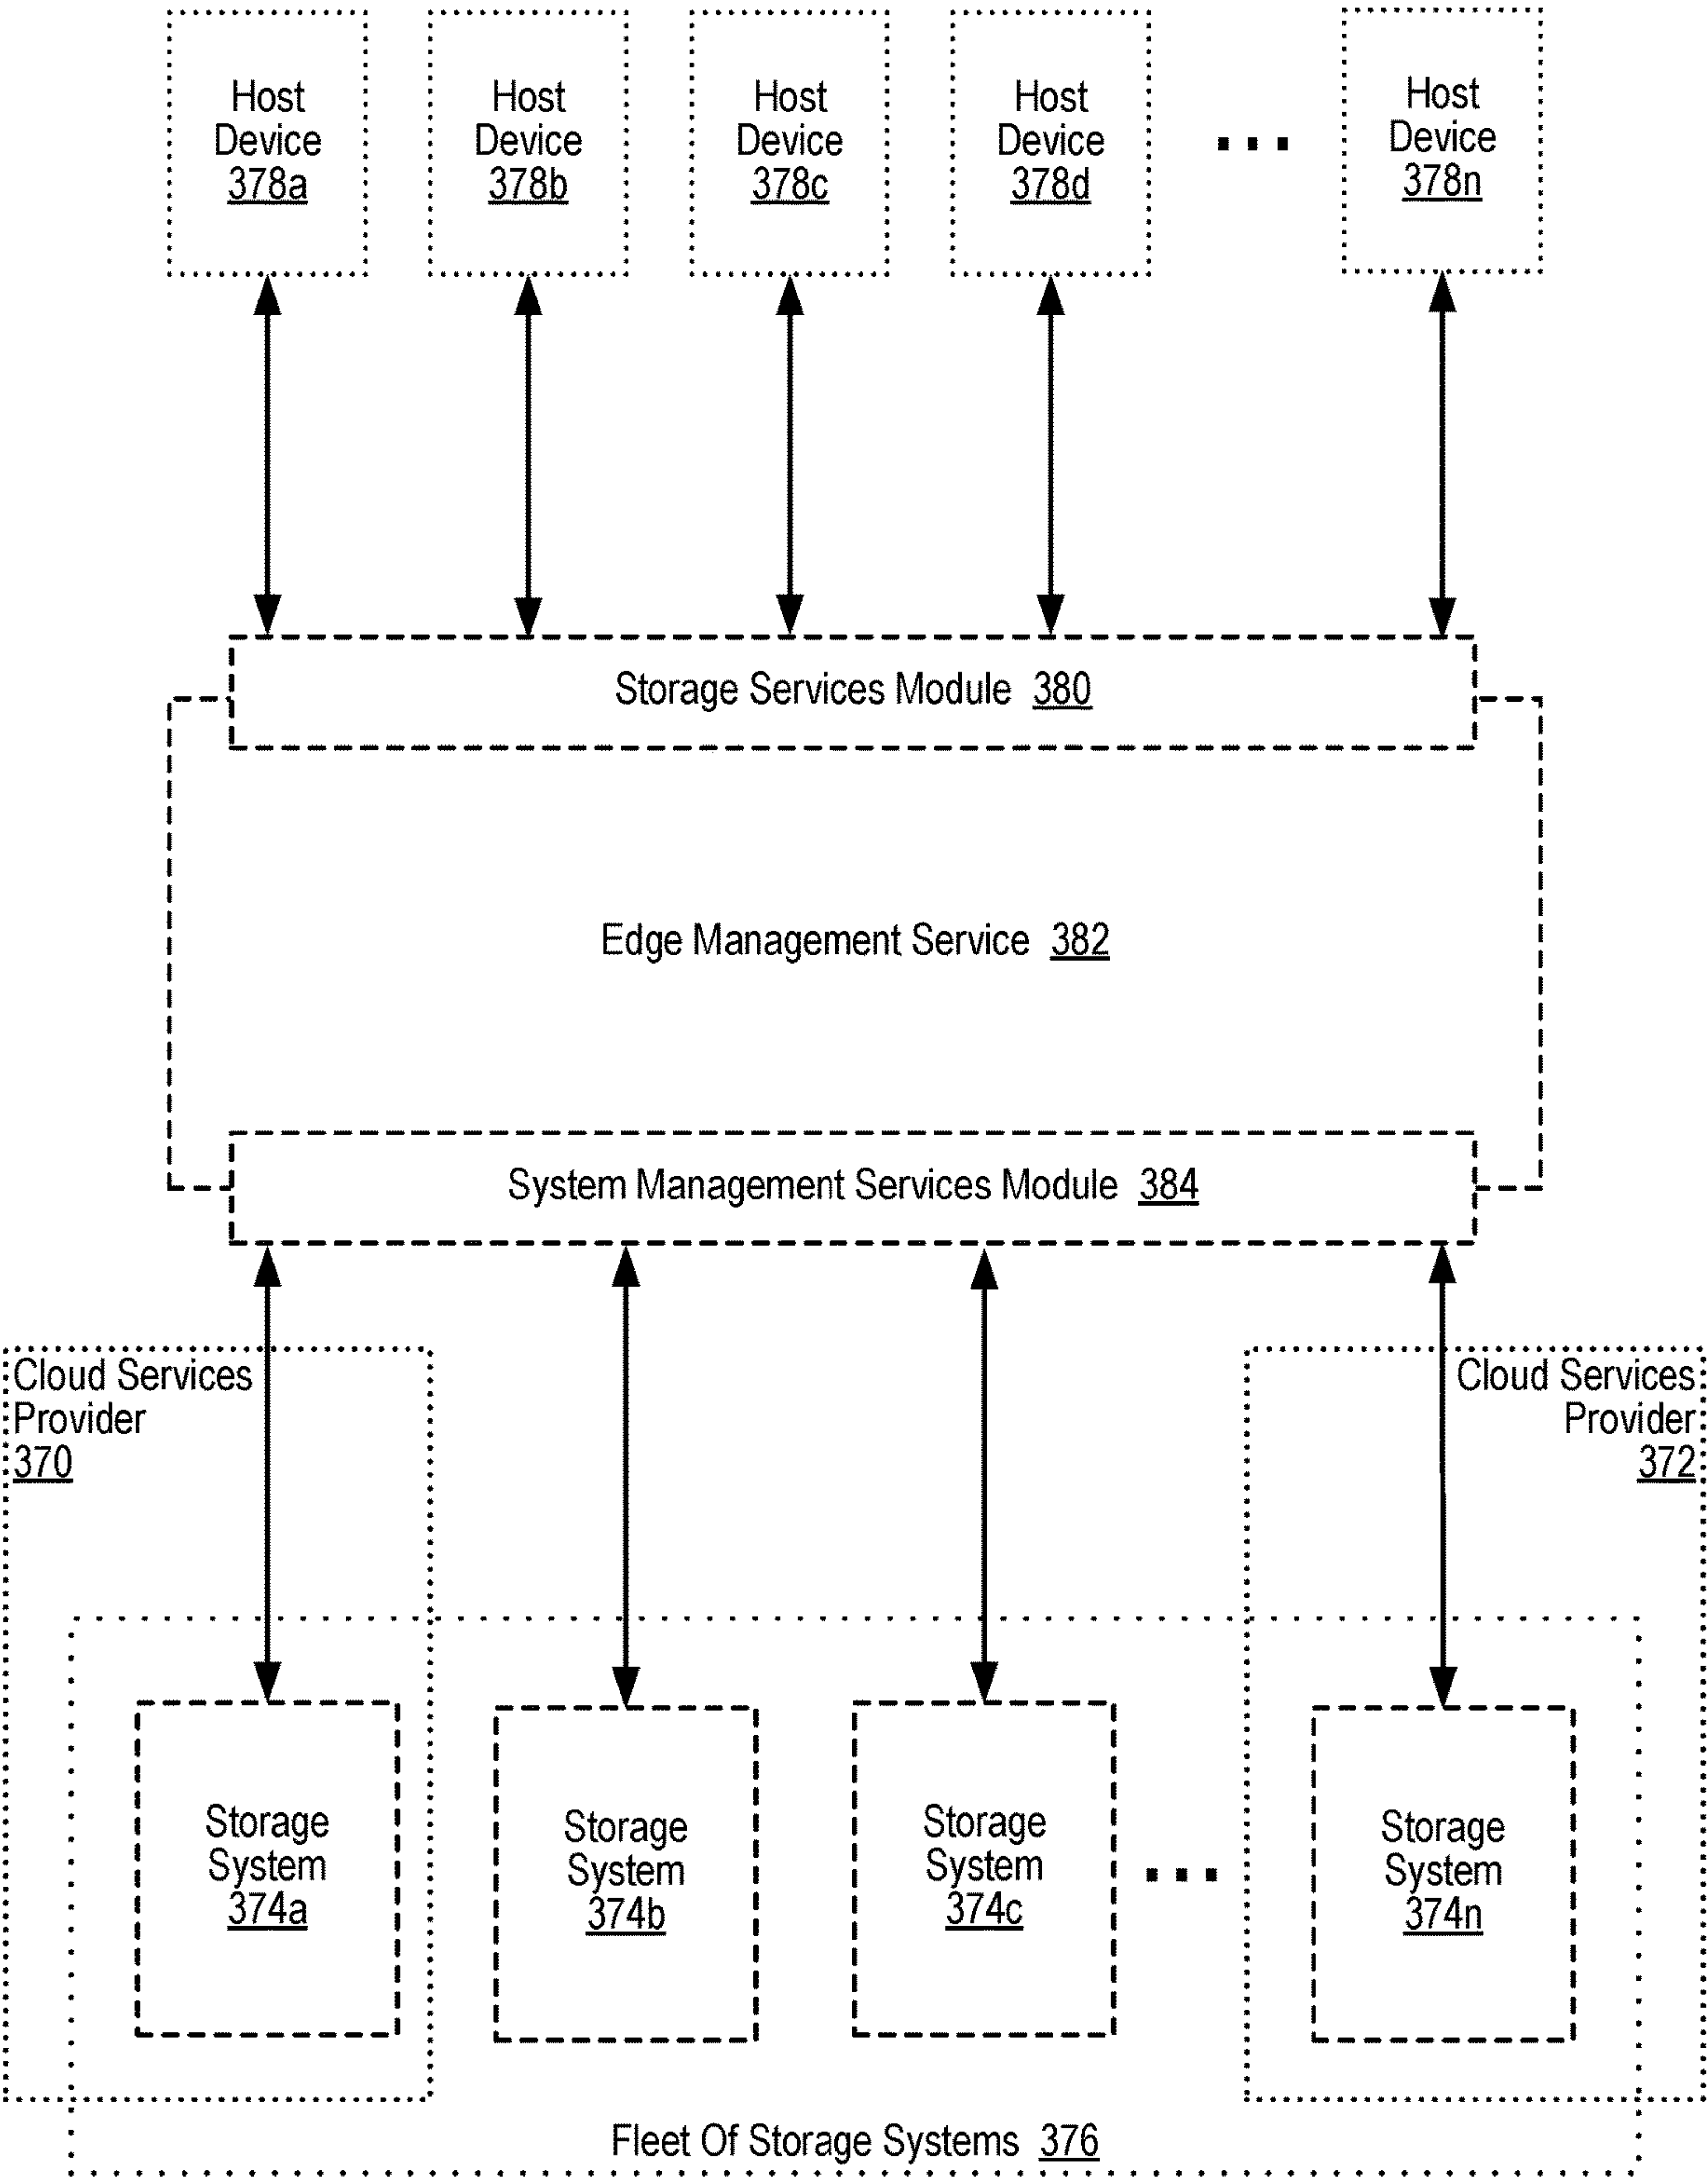 Host
Device
378a
Host
Device
378b
Host
Device
378c
Host
Device
378d
...
Host
Device
378n
Storage Services Module 380
Edge Management Service 382
System Management Services Module 384
Cloud Services
Provider
370
Cloud Services
Provider
372
Storage
System
374a
Storage
System
374b
Storage
System
374c
...
Storage
System
374n
Fleet Of Storage Systems 376